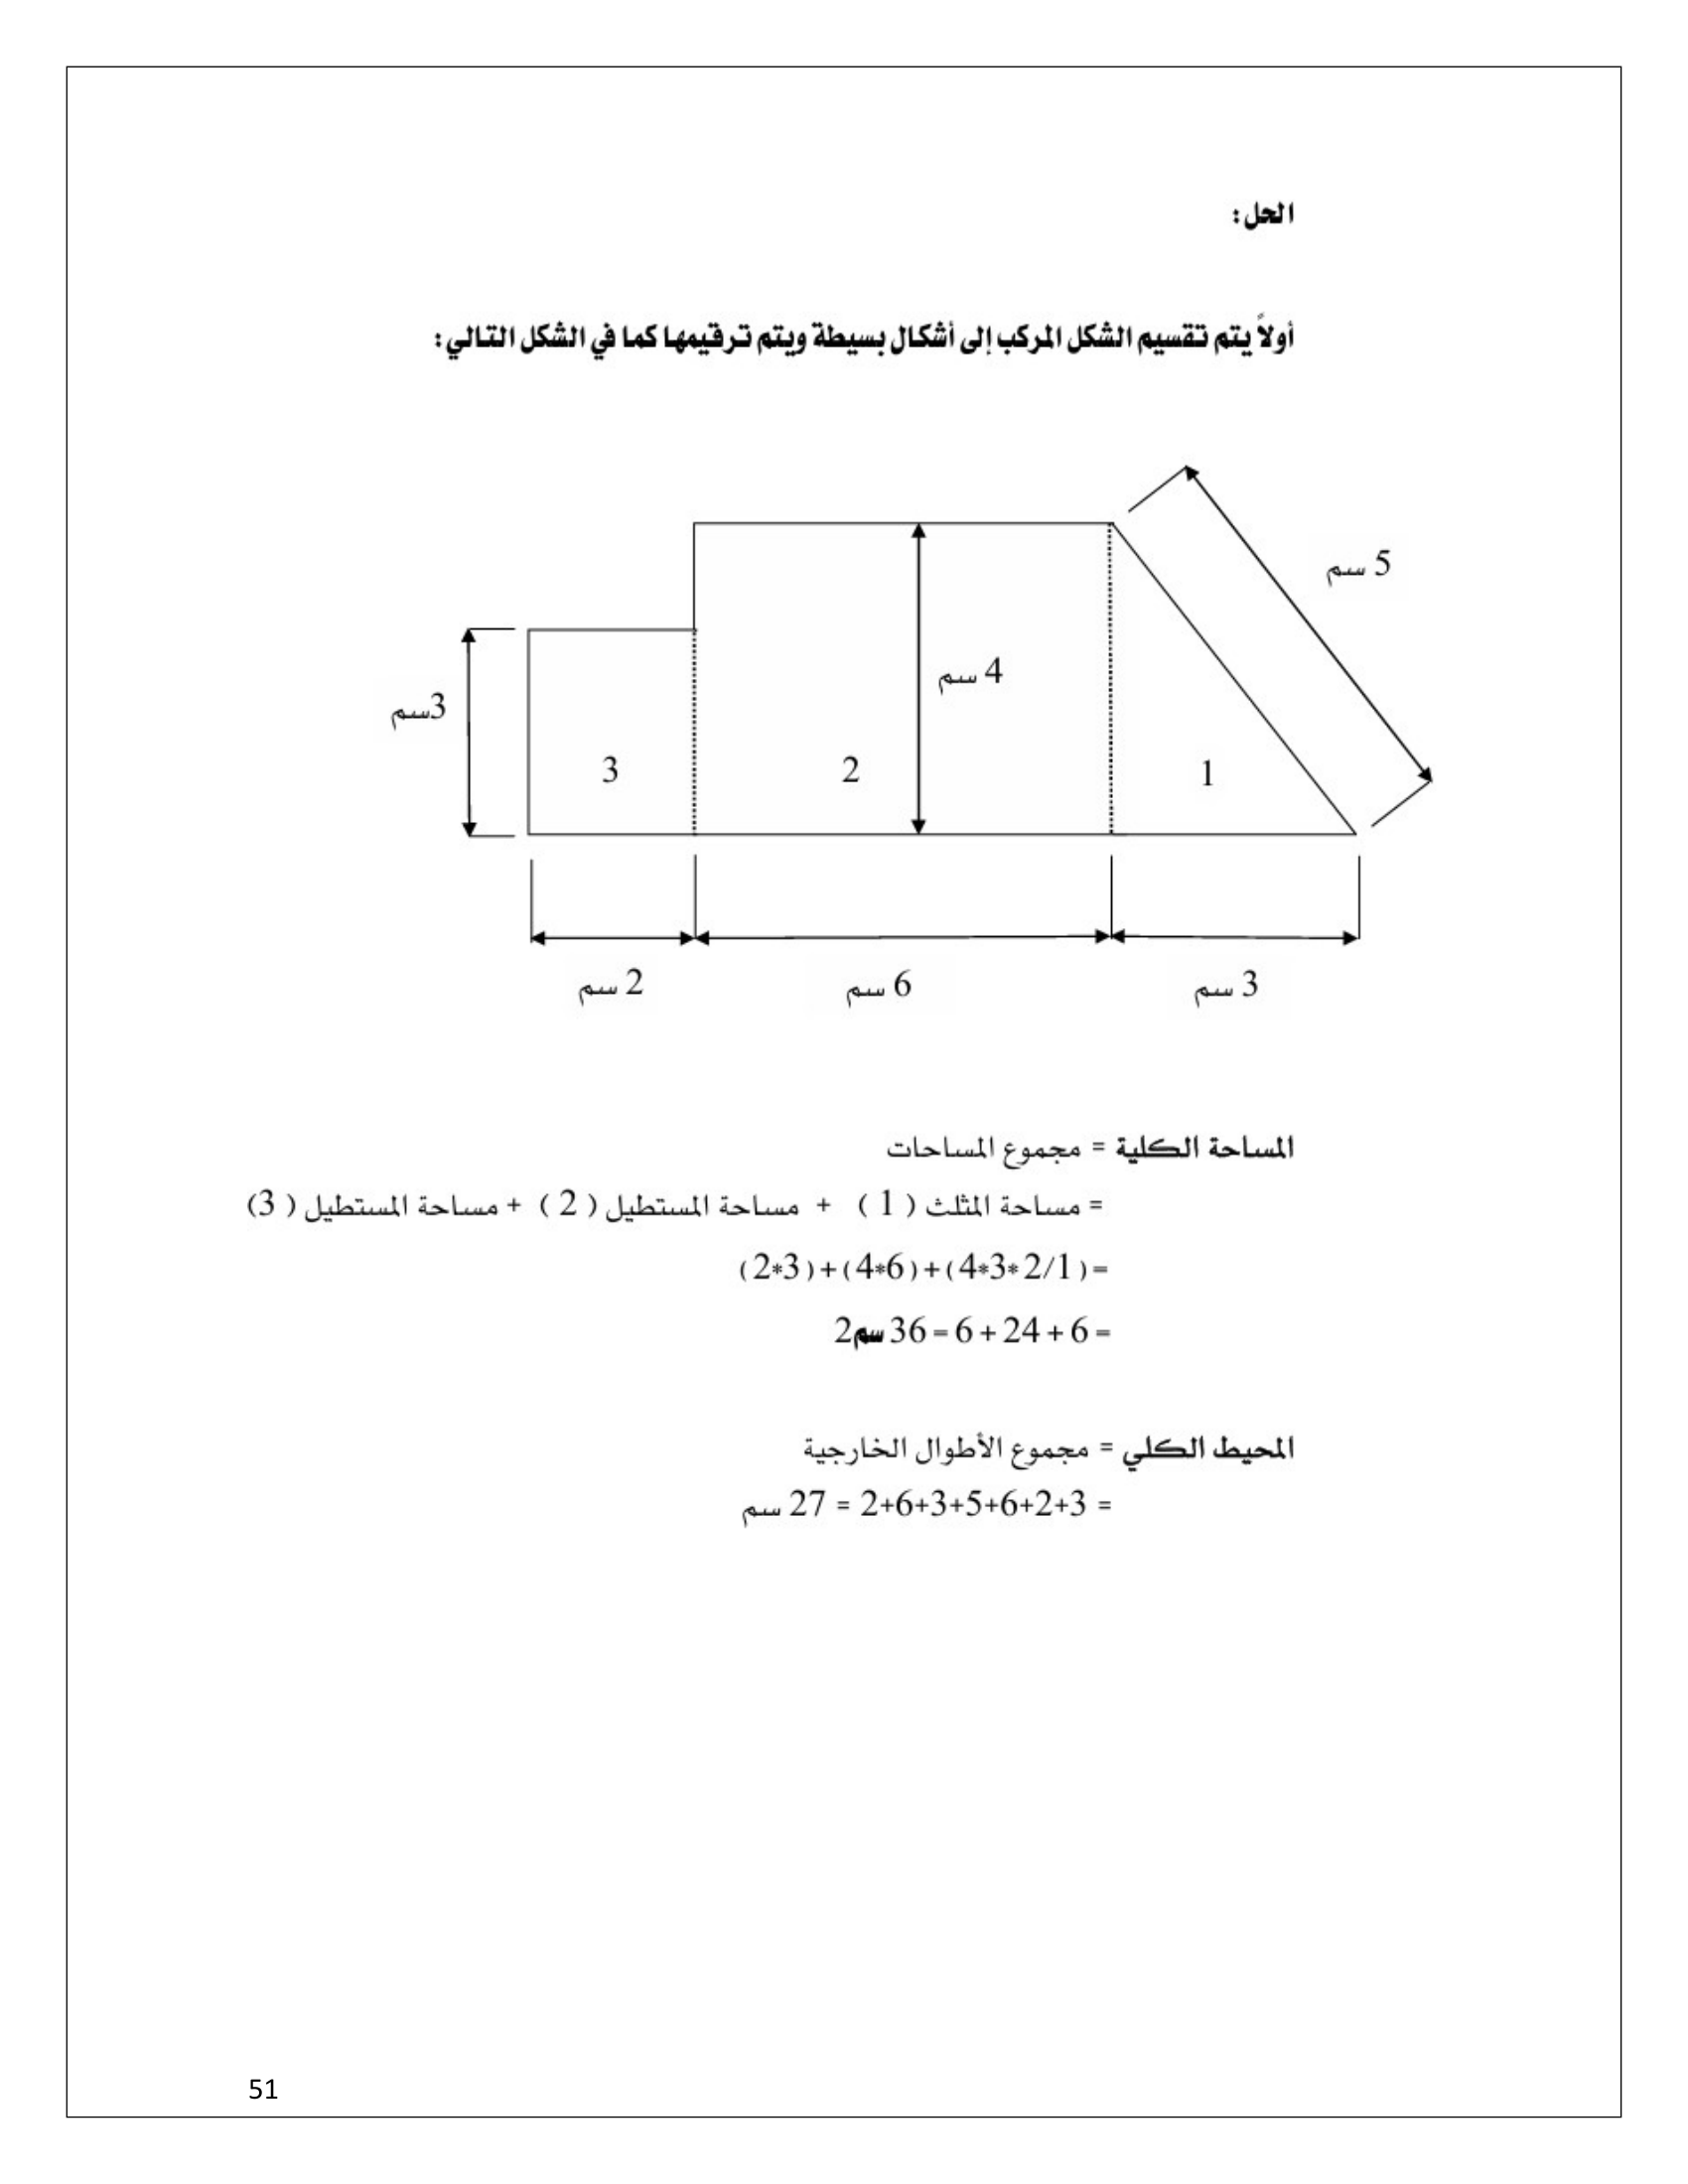 الحل:
أولاً يتم تقسيم الشكل المركب إلى أشكال بسيطة ويتم ترقيمها كما في الشكل التالي:
5 سم
4 سم
3سم
1
2
3
3 سم
6 سم
2 سم
المساحة الكلية = مجموع المساحات
= مساحة المثلث ( 1 ) + مساحة المستطيل ( 2 ) + مساحة المستطيل ( 3)
=( 2/1*3*4)+(6*4)+(3*2)
= 6 + 24 + 6 = 36 سم2
المحيط الكلي = مجموع الأطوال الخارجية
= 3+2+6+5+3+6+2 = 27 سم
51